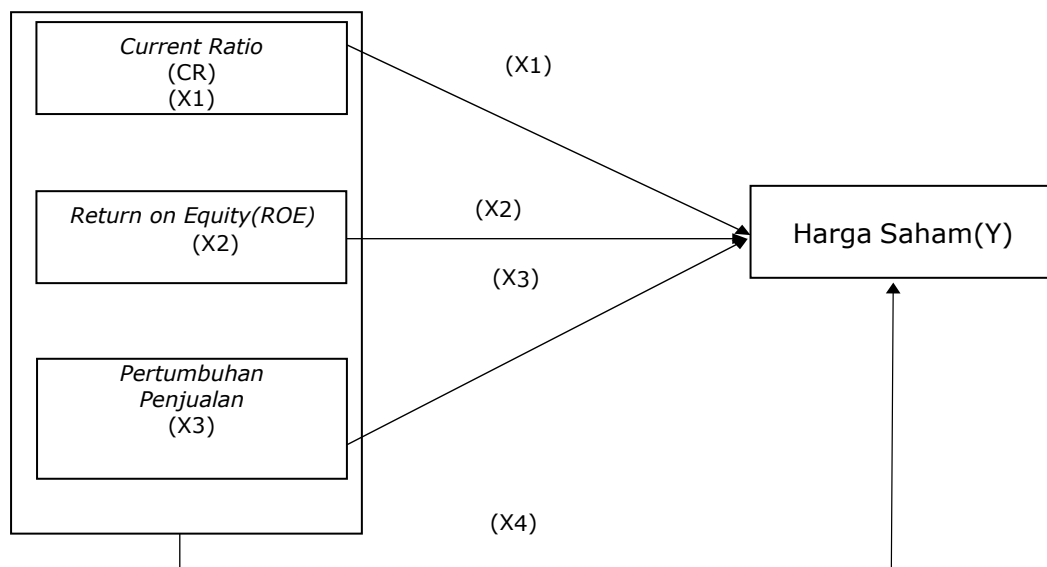 Current Ratio
(CR)
(X1)
(X1)
Return on Equity(ROE)
(X2)
(X2)
Harga Saham(Y)
(X3)
Pertumbuhan
Penjualan
(X3)
(X4)